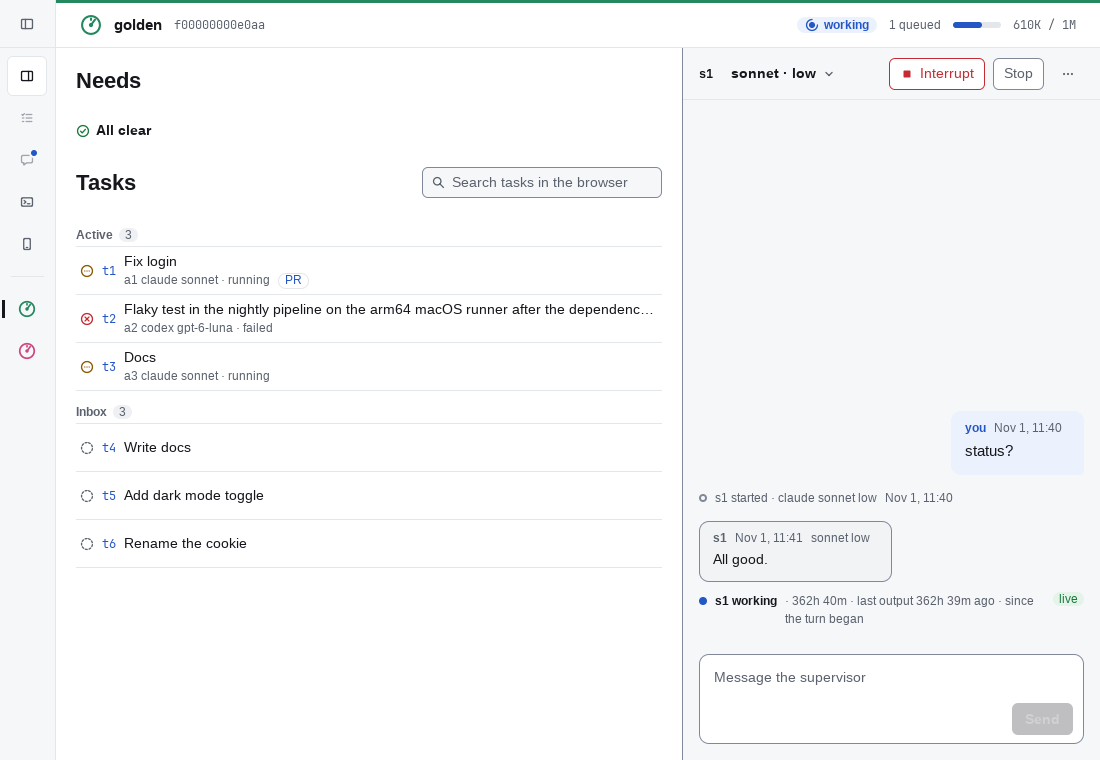 golden f00000000e0aa
working 1 queued 610K / 1M
Needs
All clear
Tasks
Search tasks in the browser
Active 3
t1 Fix login
a1 claude sonnet · running PR
t2 Flaky test in the nightly pipeline on the arm64 macOS runner after the dependenc…
a2 codex gpt-6-luna · failed
t3 Docs
a3 claude sonnet · running
Inbox 3
t4 Write docs
t5 Add dark mode toggle
t6 Rename the cookie
s1 sonnet · low Interrupt Stop
you Nov 1, 11:40
status?
s1 started · claude sonnet low Nov 1, 11:40
s1 Nov 1, 11:41 sonnet low
All good.
s1 working · 362h 40m · last output 362h 39m ago · since live
the turn began
Message the supervisor
Send